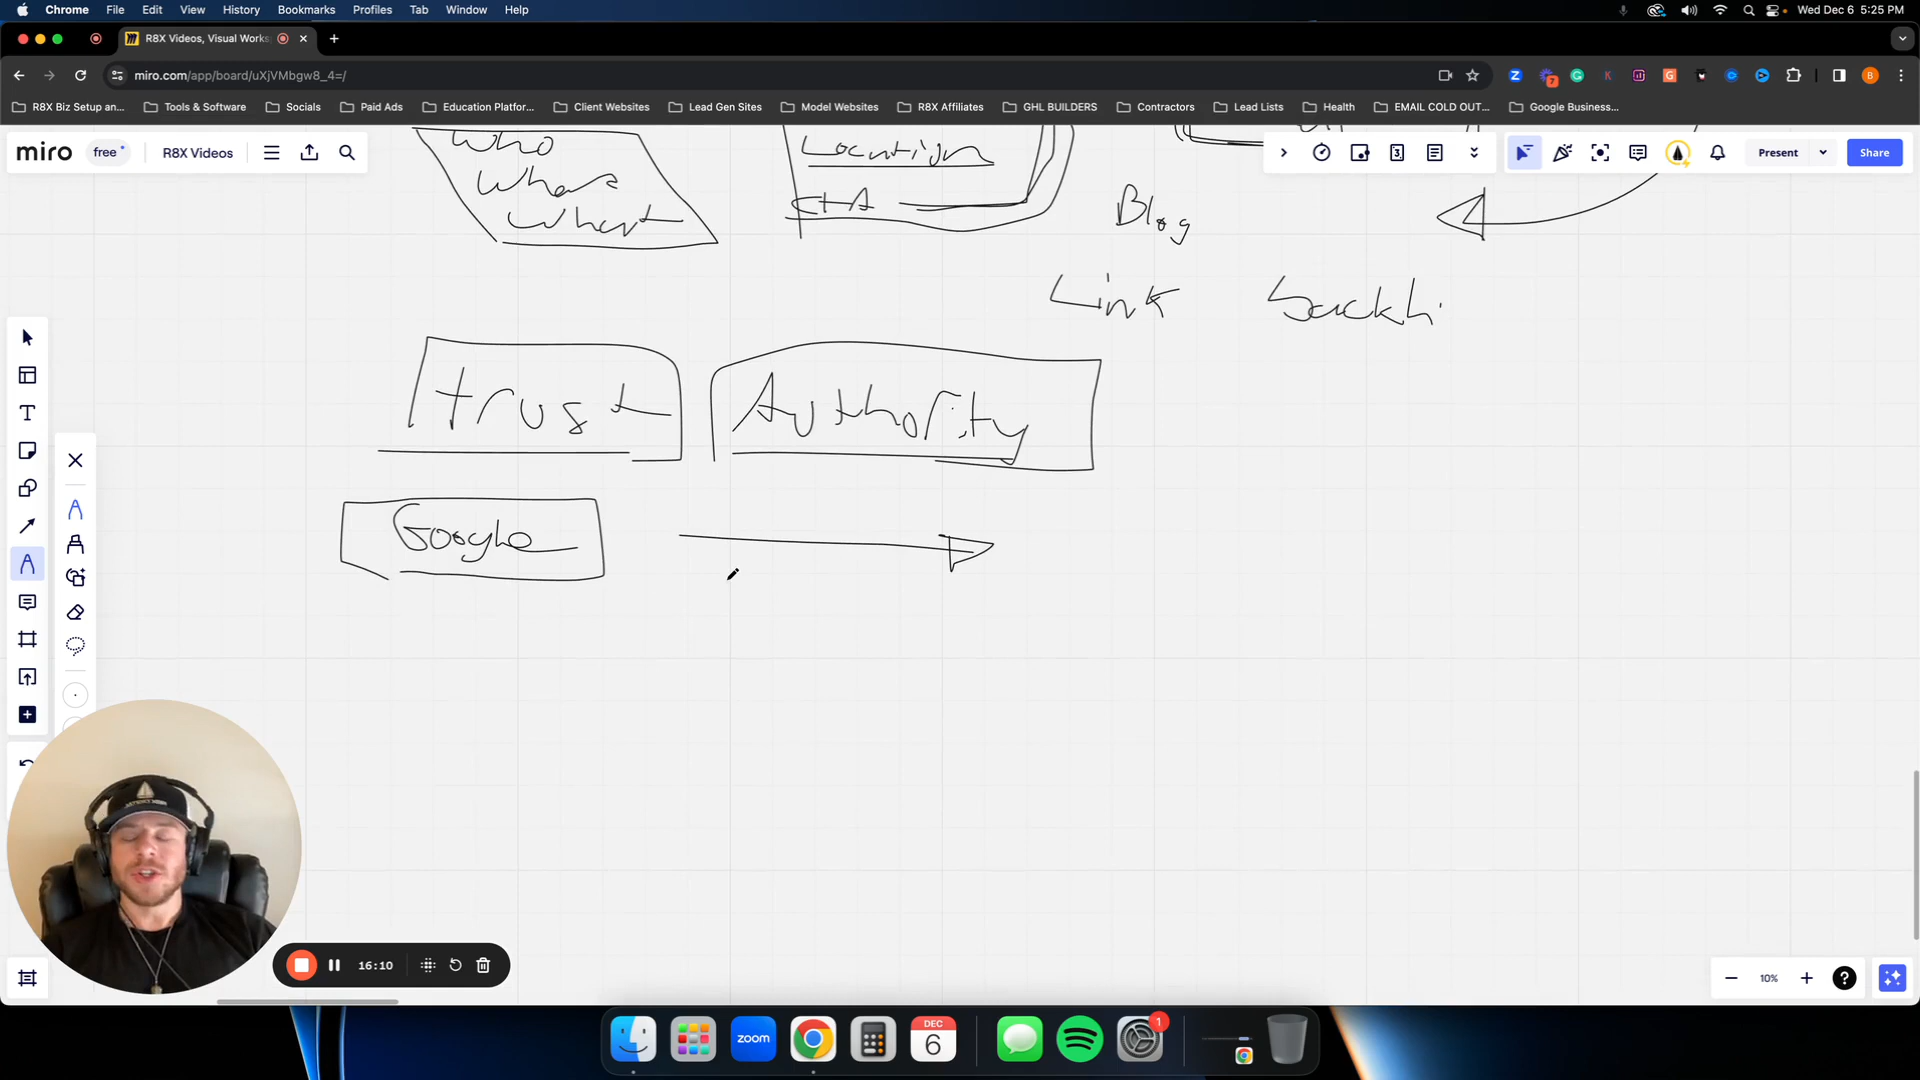 Chrome File Edit View History Bookmarks Profiles Tab Window Help
Wed Dec 6 5:25 PM
R8X Videos, Visual Works
miro.com/app/board/uXjVMbgw8_4=/
7
B
R8X Biz Setup an... Tools & Software Socials Paid Ads Education Platfor... Client Websites Lead Gen Sites Model Websites R8X Affiliates GHL BUILDERS Contractors Lead Lists Health EMAIL COLD OUT... Google Business...
miro free R8X Videos
3
Present
Share
Who
Where
What
Location
CTA
Blog
Link backli
trust Authority
Google
16:10
10%
zoom
DEC
6
1